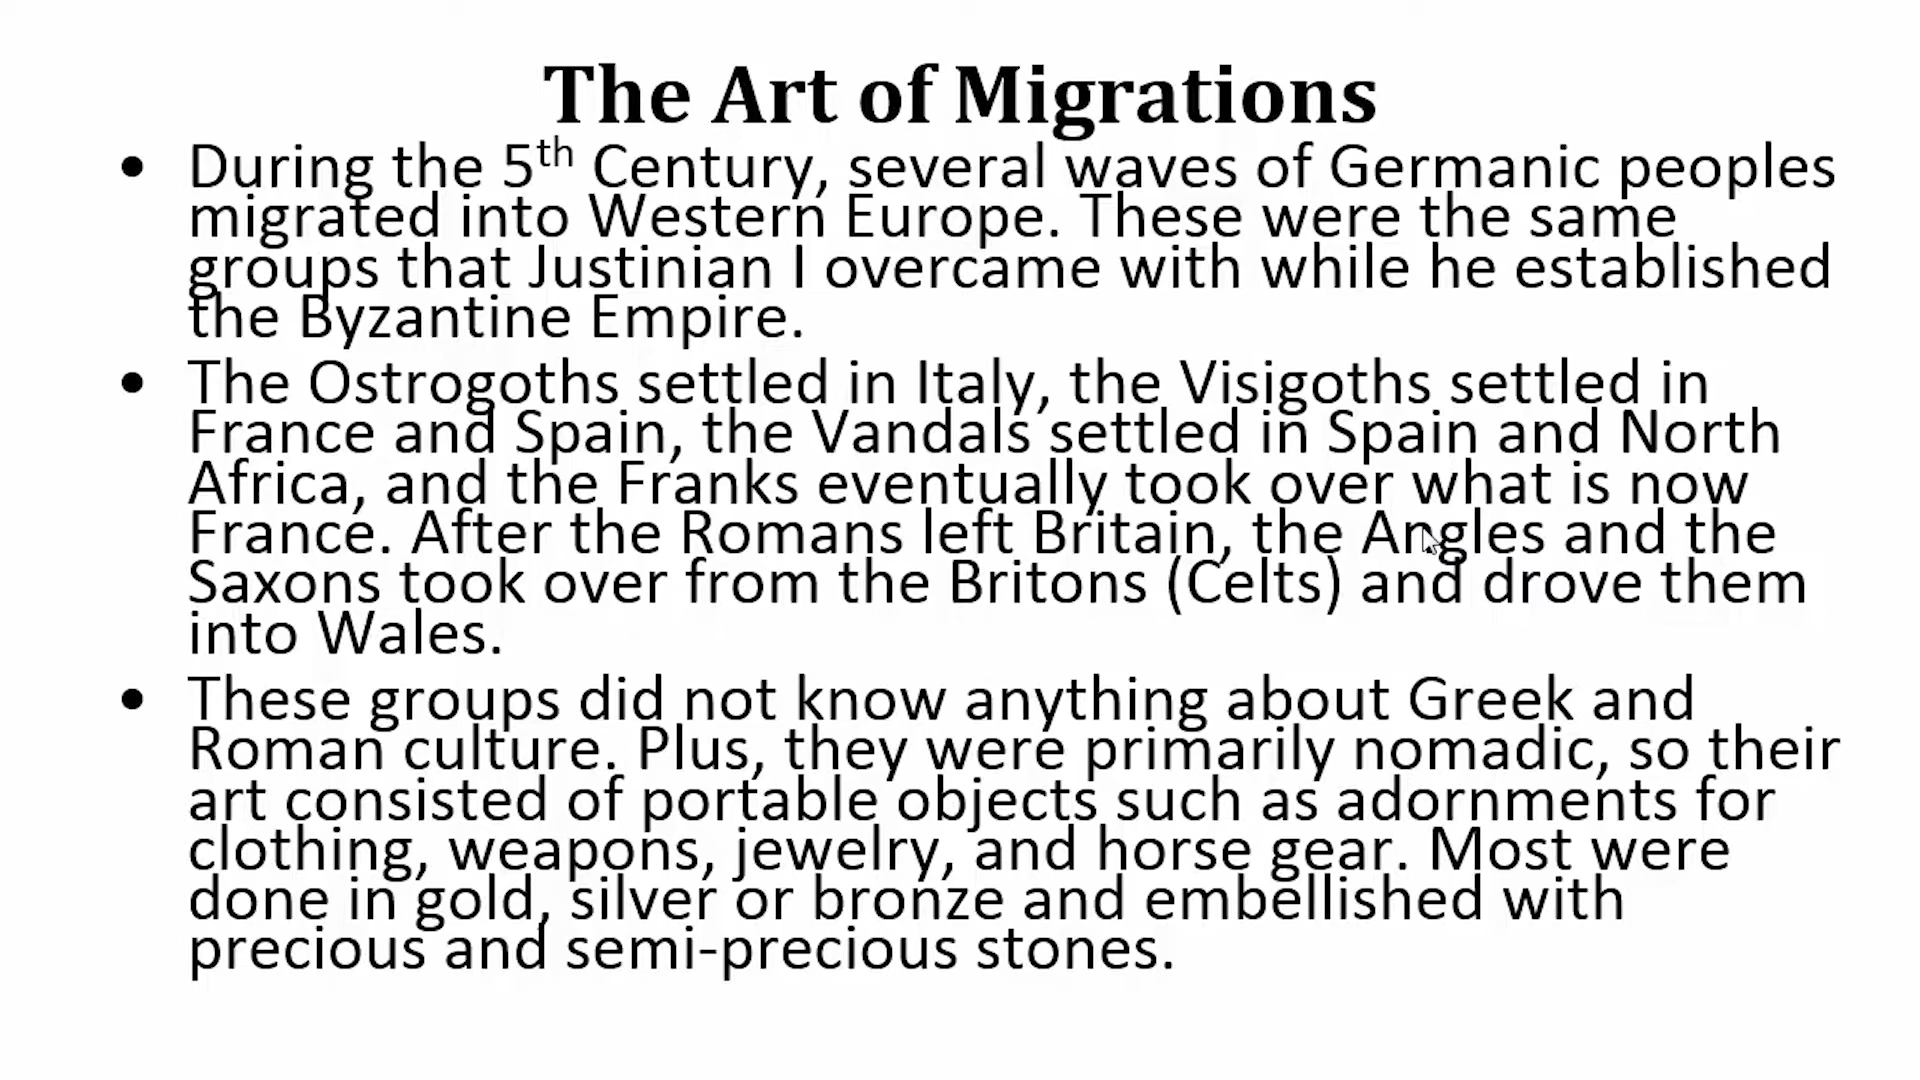 The Art of Migrations
• During the 5th Century, several waves of Germanic peoples
migrated into Western Europe. These were the same
groups that Justinian I overcame with while he established
the Byzantine Empire.
• The Ostrogoths settled in Italy, the Visigoths settled in
France and Spain, the Vandals settled in Spain and North
Africa, and the Franks eventually took over what is now
France. After the Romans left Britain, the Angles and the
Saxons took over from the Britons (Celts) and drove them
into Wales.
• These groups did not know anything about Greek and
Roman culture. Plus, they were primarily nomadic, so their
art consisted of portable objects such as adornments for
clothing, weapons, jewelry, and horse gear. Most were
done in gold, silver or bronze and embellished with
precious and semi-precious stones.